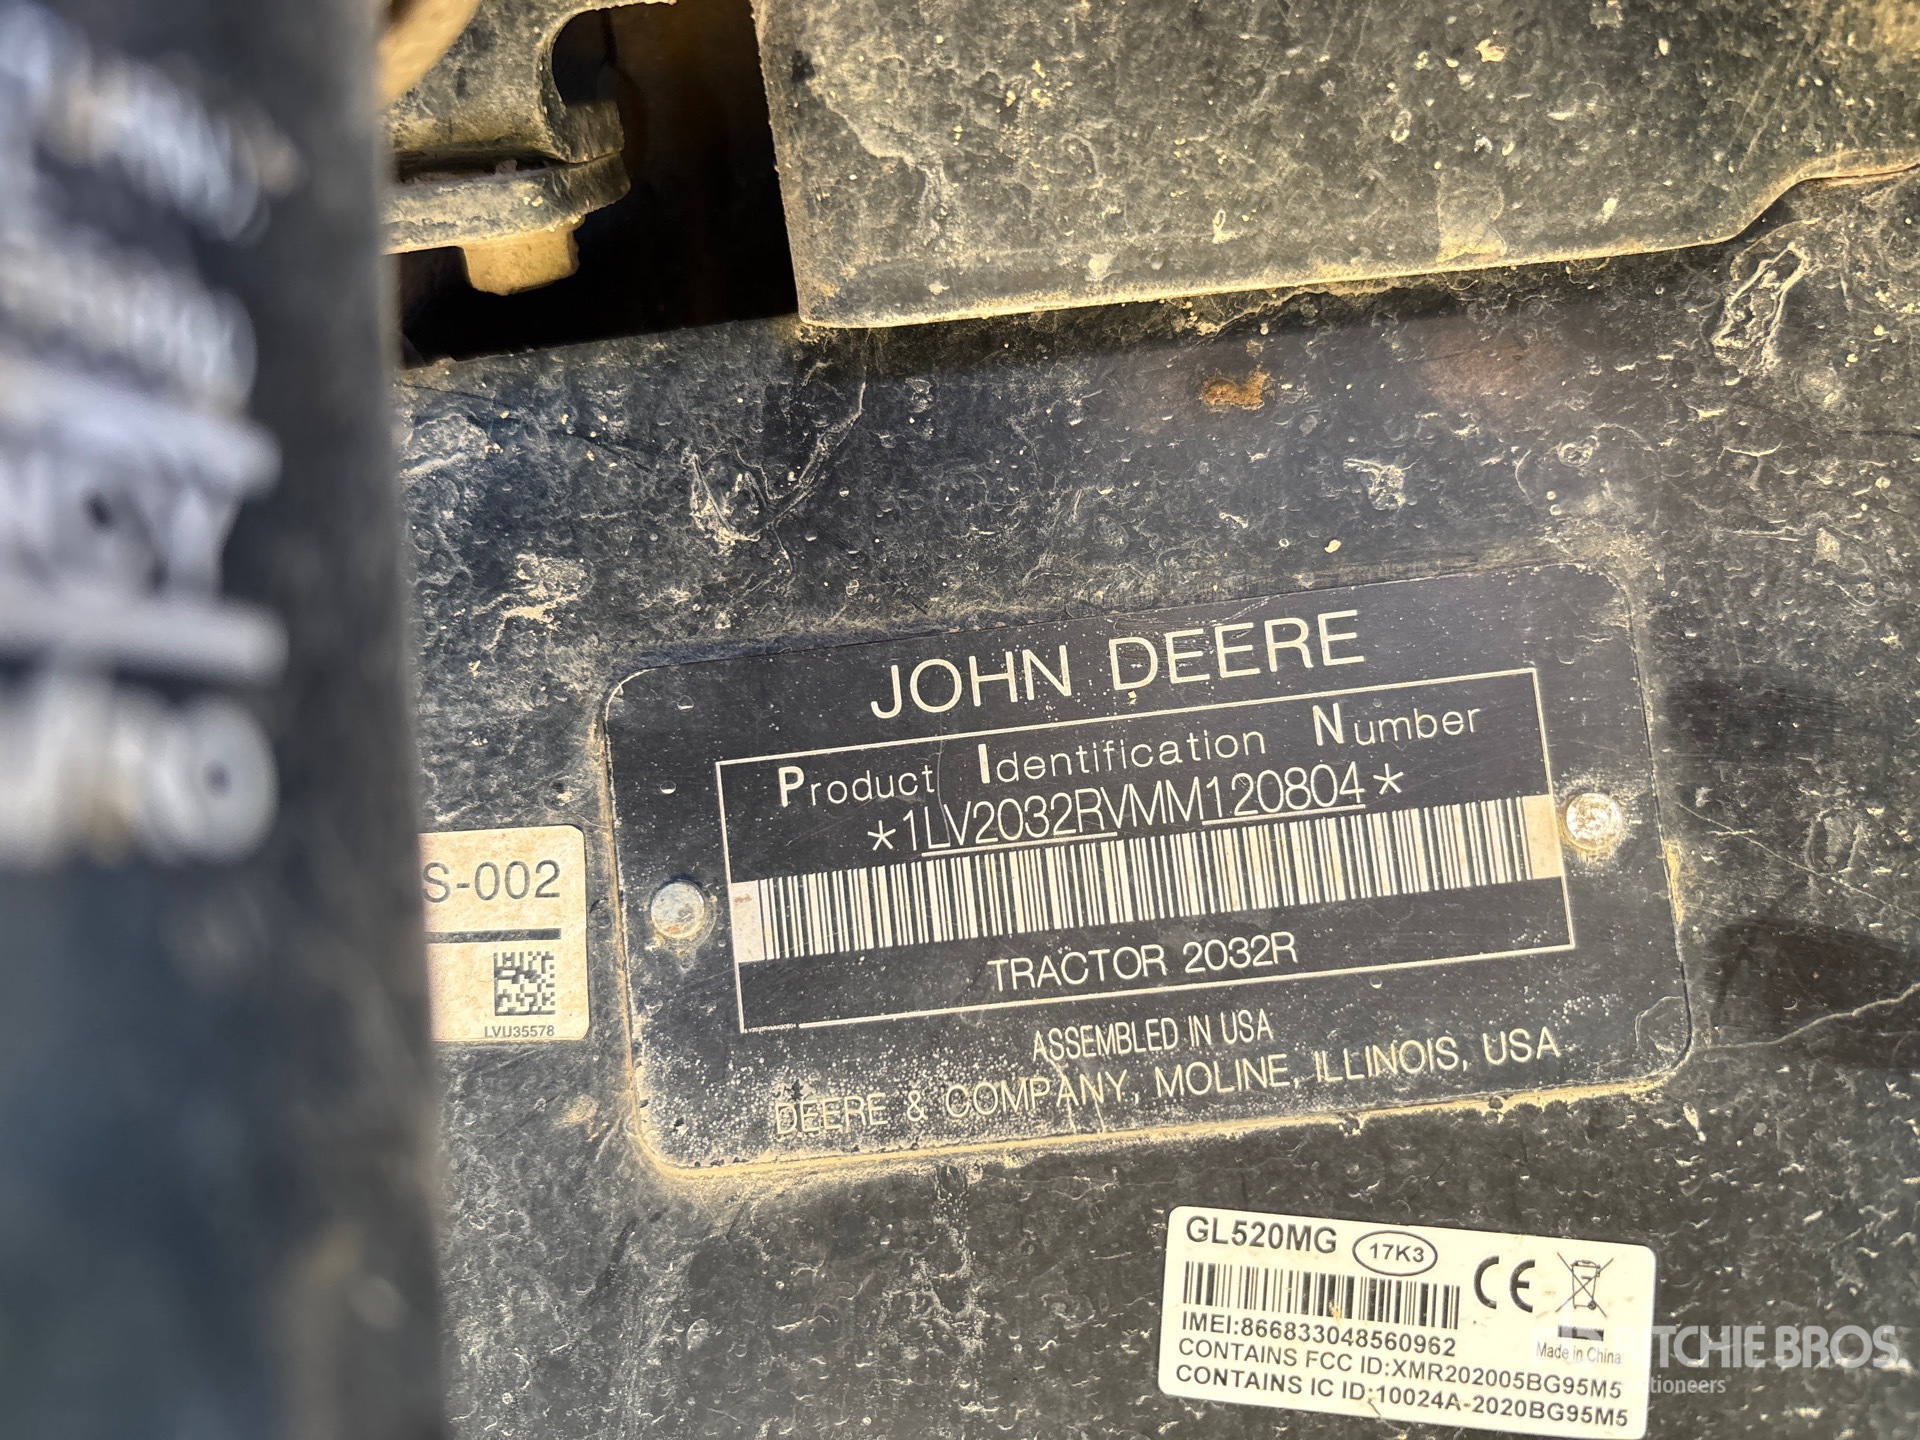 JOHN DEERE
Product Identification Number
*1LV2032RVMM120804*
TRACTOR 2032R
ASSEMBLED IN USA
DEERE & COMPANY, MOLINE, ILLINOIS, USA
S-002
LVU35578
GL520MG 17K3
CE
IMEI:866833048560962
Made in China
CONTAINS FCC ID:XMR202005BG95M5
CONTAINS IC ID:10024A-2020BG95M5
RITCHIE BROS